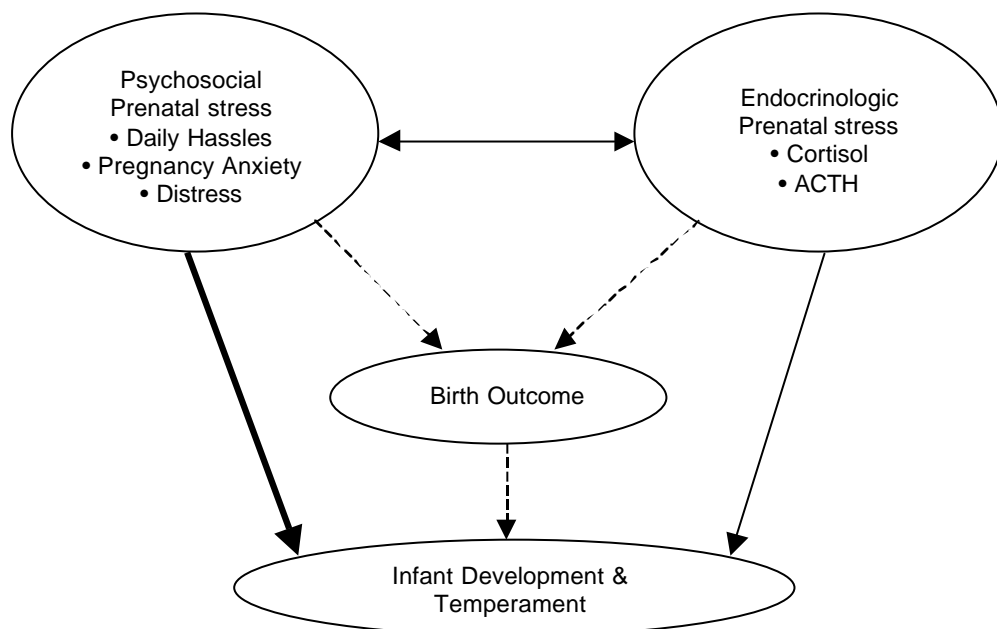 Psychosocial
Prenatal stress
• Daily Hassles
• Pregnancy Anxiety
• Distress
Endocrinologic
Prenatal stress
• Cortisol
• ACTH
Birth Outcome
Infant Development &
Temperament